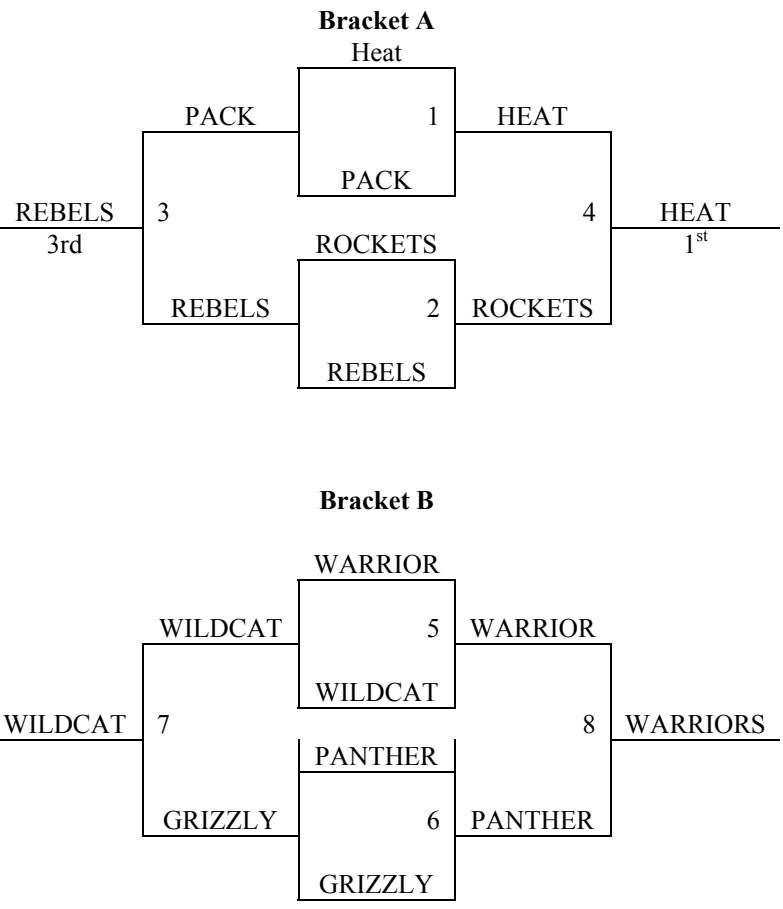 Bracket A
Heat
PACK 1 HEAT
PACK
REBELS 3 4 HEAT
3rd ROCKETS 1st
REBELS 2 ROCKETS
REBELS
Bracket B
WARRIOR
WILDCAT 5 WARRIOR
WILDCAT
WILDCAT 7 8 WARRIORS
PANTHER
GRIZZLY 6 PANTHER
GRIZZLY